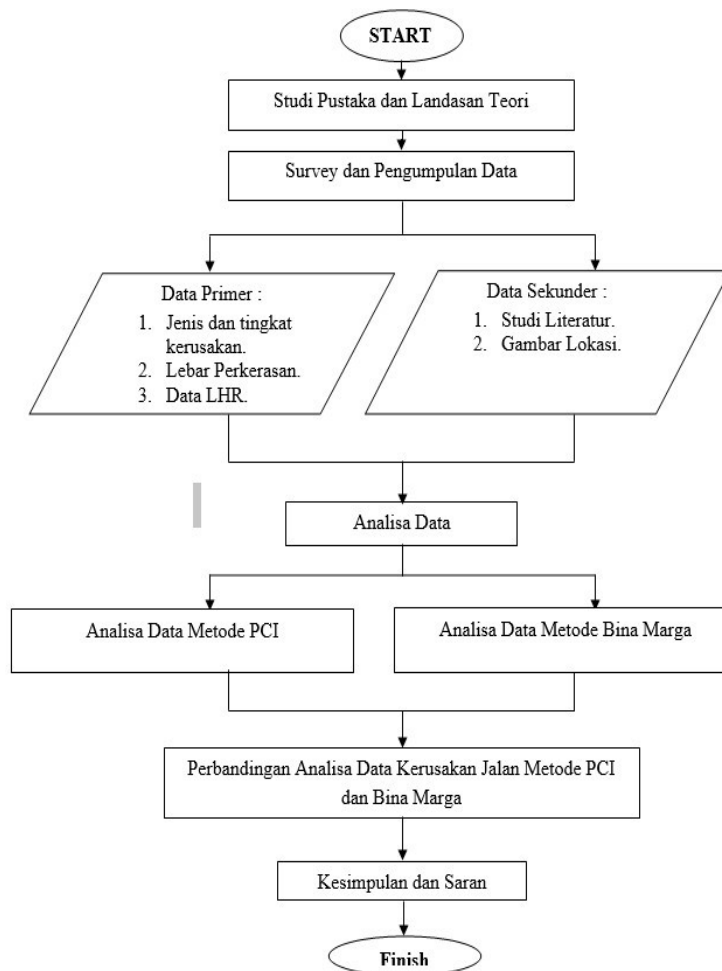 START
Studi Pustaka dan Landasan Teori
Survey dan Pengumpulan Data
Data Primer :
1. Jenis dan tingkat
kerusakan.
2. Lebar Perkerasan.
3. Data LHR.
Data Sekunder :
1. Studi Literatur.
2. Gambar Lokasi.
Analisa Data
Analisa Data Metode PCI
Analisa Data Metode Bina Marga
Perbandingan Analisa Data Kerusakan Jalan Metode PCI
dan Bina Marga
Kesimpulan dan Saran
Finish